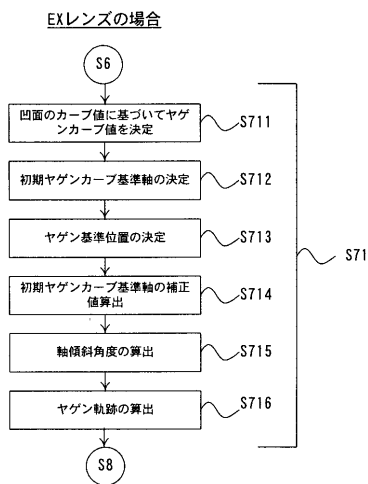 EXレンズの場合
S6
凹面のカーブ値に基づいてヤゲ
ンカーブ値を決定
S711
初期ヤゲンカーブ基準軸の決定
S712
ヤゲン基準位置の決定
S713
初期ヤゲンカーブ基準軸の補正
値算出
S714
軸傾斜角度の算出
S715
ヤゲン軌跡の算出
S716
S71
S8